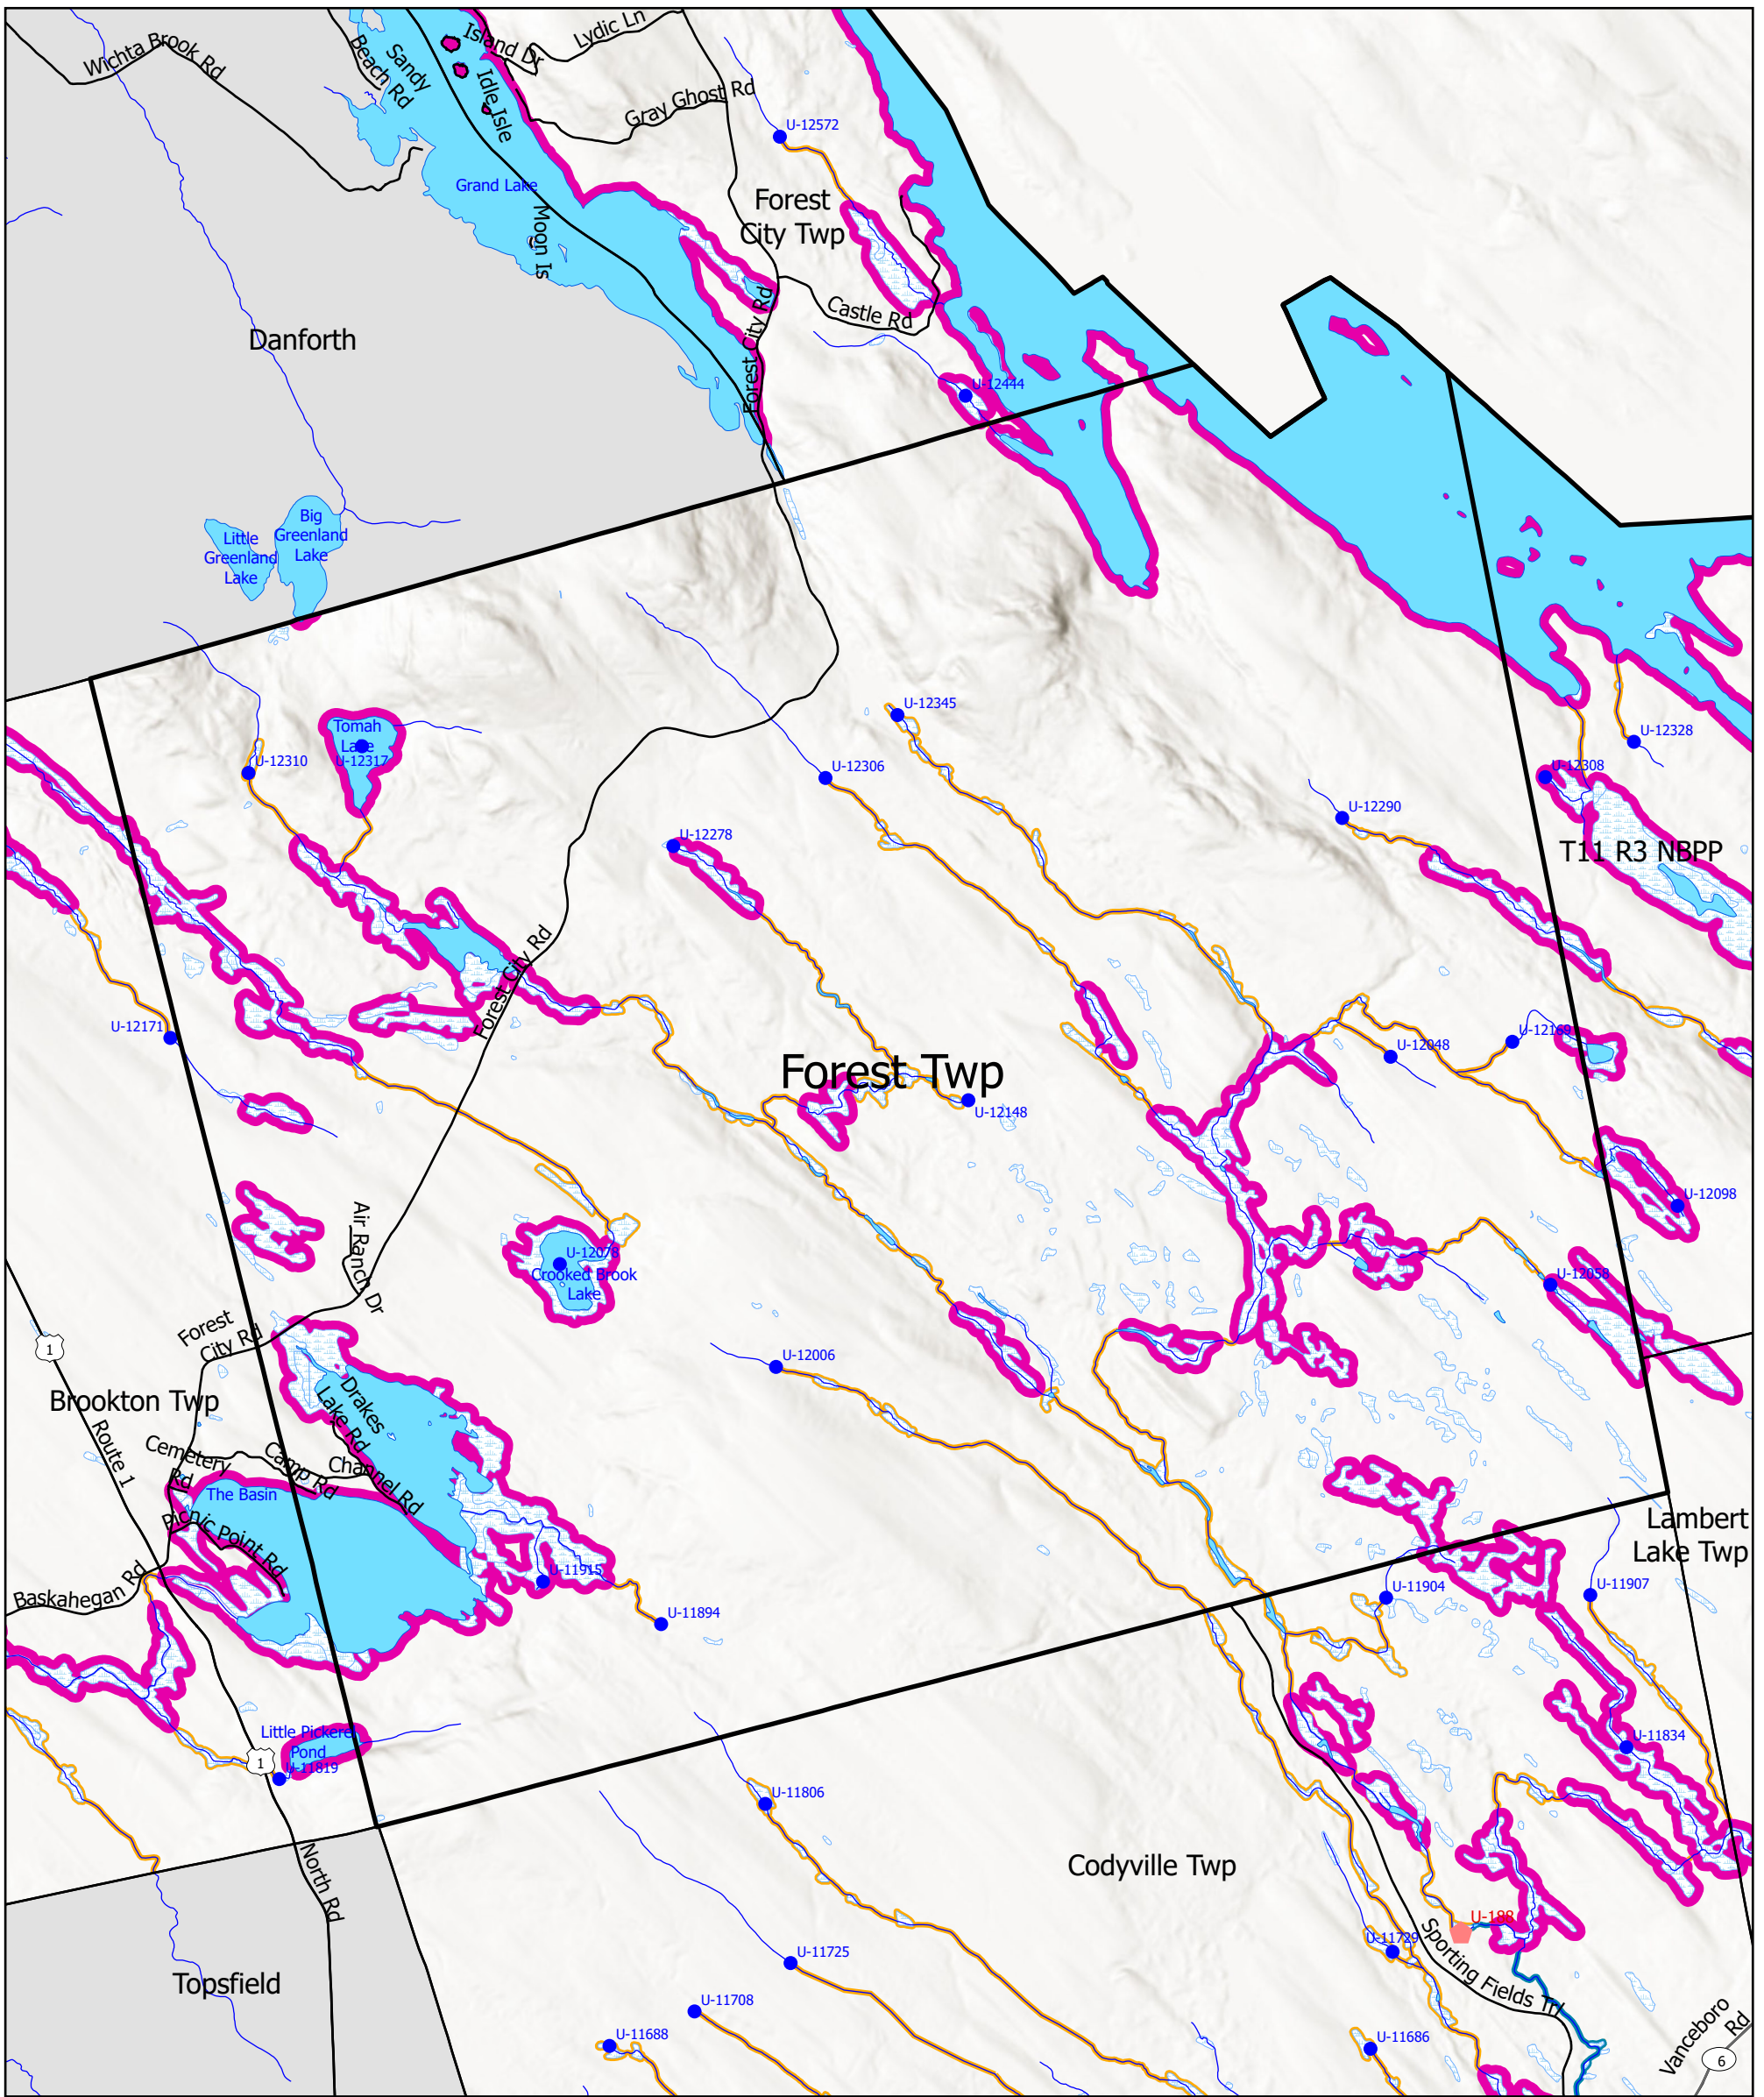 Wichta Brook Rd
Sandy
Beach Rd
Island Dr
Idle Isle
Lydic Ln
Gray Ghost Rd
U-12572
Grand Lake
Moon Is
Forest
City Twp
Castle Rd
Forest City Rd
Danforth
U-12444
Little
Greenland
Lake
Big
Greenland
Lake
Tomah
Lake
U-12317
U-12310
U-12345
U-12306
U-12278
U-12328
U-12308
U-12290
T11 R3 NBPP
Forest City Rd
U-12171
Forest Twp
U-12148
U-12048
U-12169
U-12098
Air Ranch Dr
U-12078
Crooked Brook
Lake
U-12058
Forest
City Rd
1
Brookton Twp
Route 1
U-12006
Drakes
Lake Rd
Cemetery
Rd
Camp Rd
Channel Rd
The Basin
Picnic Point Rd
Baskahegan Rd
U-11915
U-11894
Lambert
Lake Twp
U-11904
U-11907
Little Pickerel
Pond
U-11819
1
U-11834
U-11806
Codyville Twp
North Rd
Topsfield
U-188
U-11729
U-11725
Sporting Fields Trl
U-11708
U-11688
U-11686
Vanceboro
Rd
6